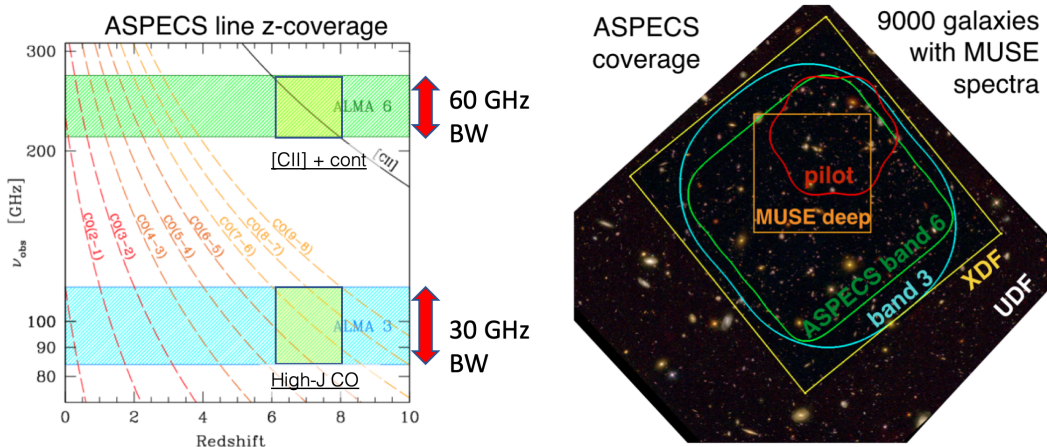 ASPECS line z-coverage
300
200
100
90
80
ν_obs [GHz]
ALMA 6
[CII] + cont
[CII]
CO(2-1)
CO(3-2)
CO(4-3)
CO(5-4)
CO(6-5)
CO(7-6)
CO(8-7)
CO(9-8)
ALMA 3
High-J CO
0 2 4 6 8 10
Redshift
60 GHz
BW
30 GHz
BW
ASPECS
coverage
9000 galaxies
with MUSE
spectra
pilot
MUSE deep
ASPECS band 6
band 3
XDF
UDF